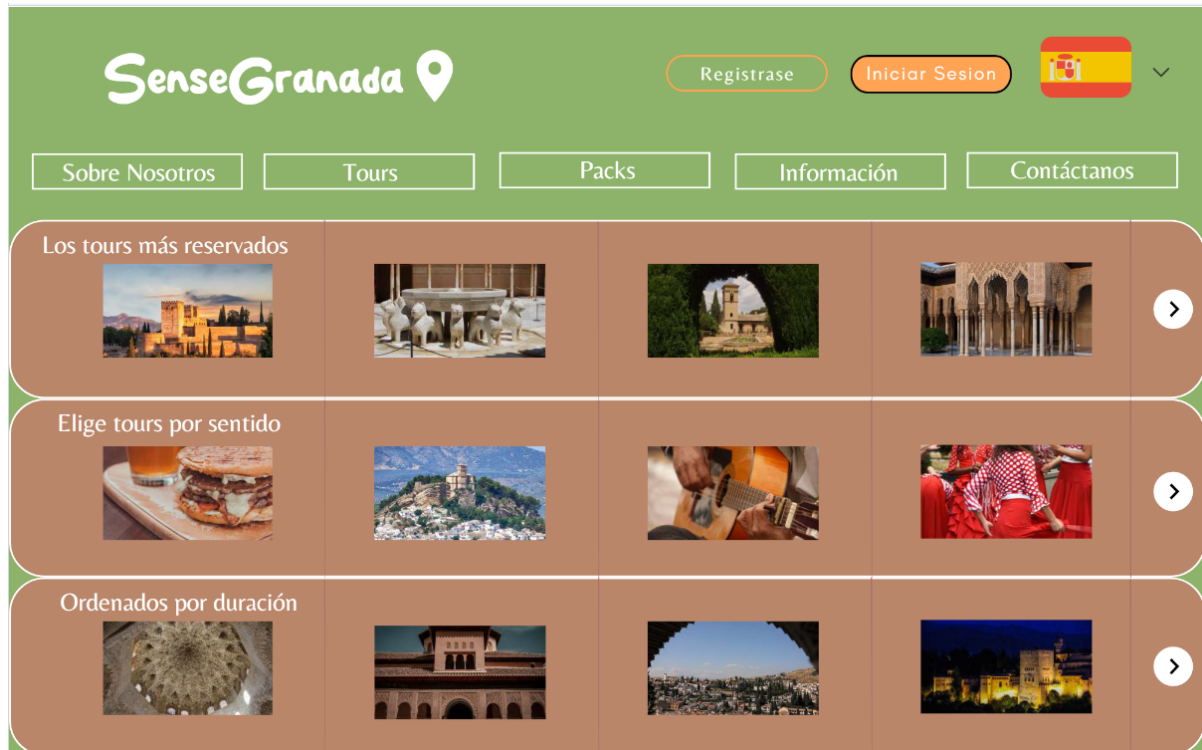 SenseGranada
Registrase
Iniciar Sesion
Sobre Nosotros
Tours
Packs
Información
Contáctanos
Los tours más reservados
Elige tours por sentido
Ordenados por duración